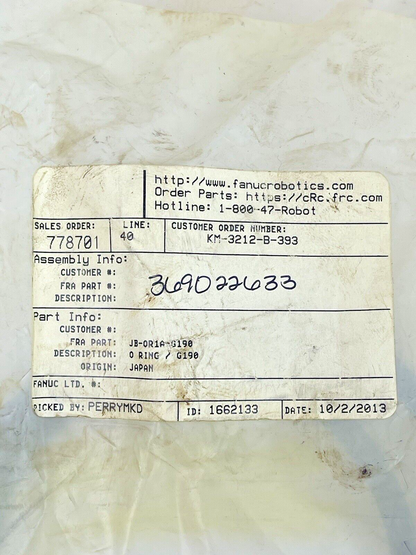 http://www.fanucrobotics.com
Order Parts: https://cRc.frc.com
Hotline: 1-800-47-Robot
SALES ORDER: LINE: CUSTOMER ORDER NUMBER:
778701 40 KM-3212-B-393
Assembly Info:
CUSTOMER #:
FRA PART #: 369022633
DESCRIPTION:
Part Info:
CUSTOMER #:
FRA PART: JB-OR1A-G190
DESCRIPTION: O RING / G190
ORIGIN: JAPAN
FANUC LTD. #:
PICKED BY: PERRYMKD ID: 1662133 DATE: 10/2/2013